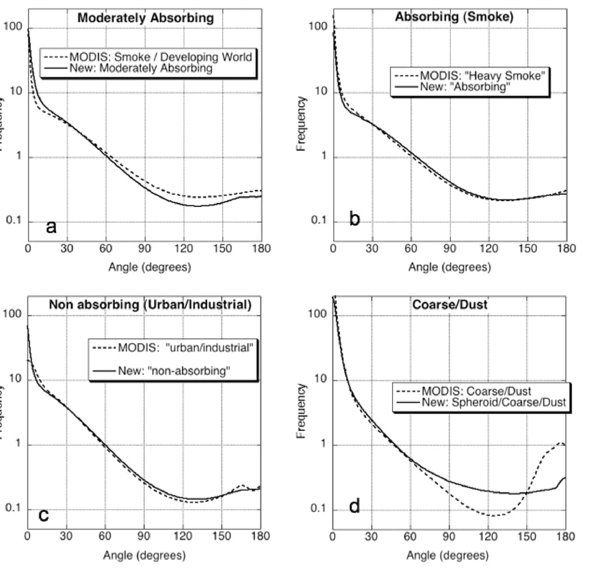 Moderately Absorbing
MODIS: Smoke / Developing World
New: Moderately Absorbing
100
10
1
0.1
Frequency
a
0 30 60 90 120 150 180
Angle (degrees)
Absorbing (Smoke)
MODIS: "Heavy Smoke"
New: "Absorbing"
100
10
1
0.1
Frequency
b
0 30 60 90 120 150 180
Angle (degrees)
Non absorbing (Urban/Industrial)
MODIS: "urban/industrial"
New: "non-absorbing"
100
10
1
0.1
Frequency
c
0 30 60 90 120 150 180
Angle (degrees)
Coarse/Dust
MODIS: Coarse/Dust
New: Spheroid/Coarse/Dust
100
10
1
0.1
Frequency
d
0 30 60 90 120 150 180
Angle (degrees)